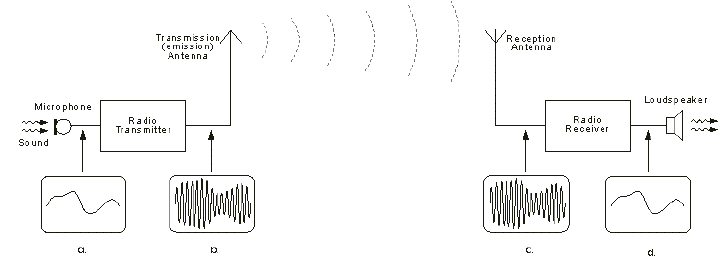 Transmission
(emission)
Antenna
Reception
Antenna
Microphone
Sound
Radio
Transmitter
Radio
Receiver
Loudspeaker
a.
b.
c.
d.